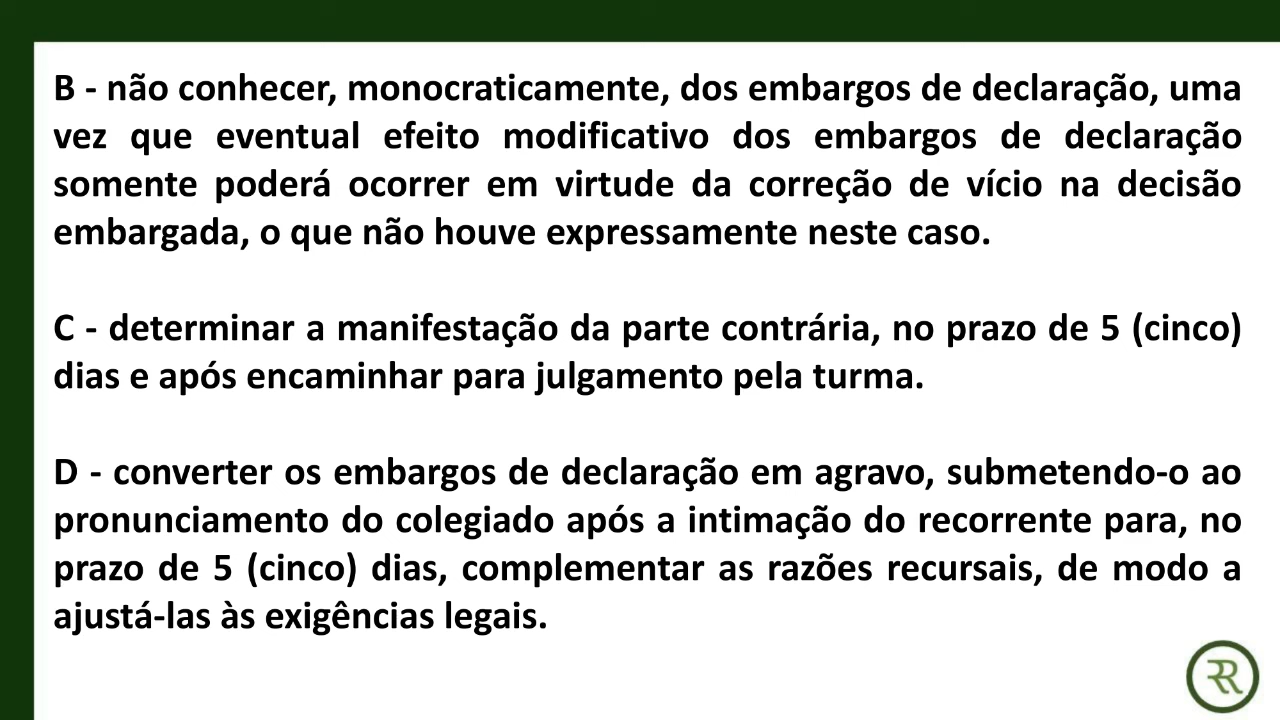 B - não conhecer, monocraticamente, dos embargos de declaração, uma
vez que eventual efeito modificativo dos embargos de declaração
somente poderá ocorrer em virtude da correção de vício na decisão
embargada, o que não houve expressamente neste caso.
C - determinar a manifestação da parte contrária, no prazo de 5 (cinco)
dias e após encaminhar para julgamento pela turma.
D - converter os embargos de declaração em agravo, submetendo-o ao
pronunciamento do colegiado após a intimação do recorrente para, no
prazo de 5 (cinco) dias, complementar as razões recursais, de modo a
ajustá-las às exigências legais.
RR